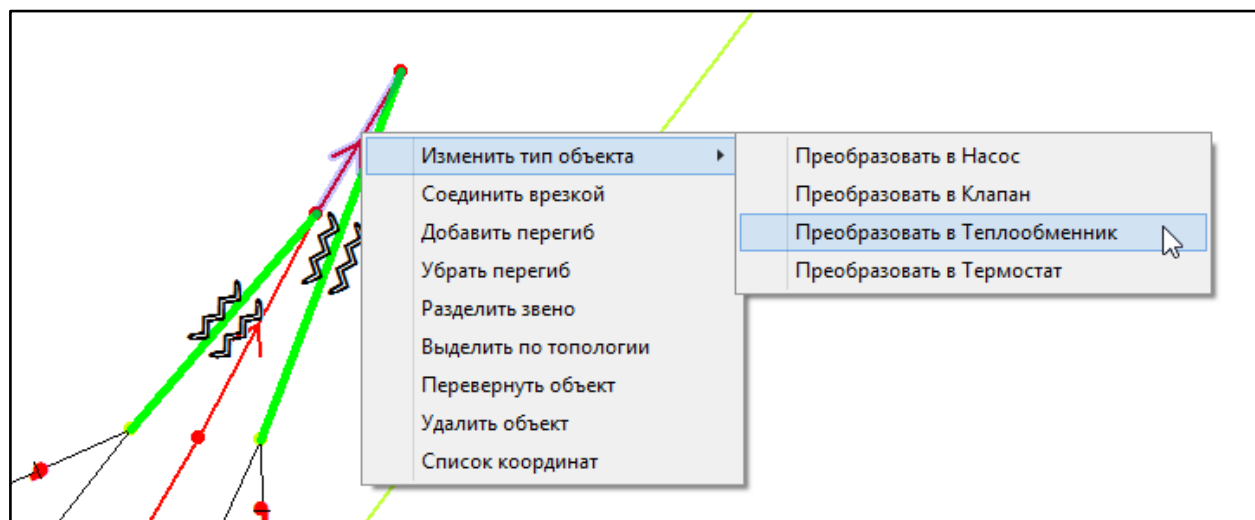 Изменить тип объекта
Соединить врезкой
Добавить перегиб
Убрать перегиб
Разделить звено
Выделить по топологии
Перевернуть объект
Удалить объект
Список координат
Преобразовать в Насос
Преобразовать в Клапан
Преобразовать в Теплообменник
Преобразовать в Термостат